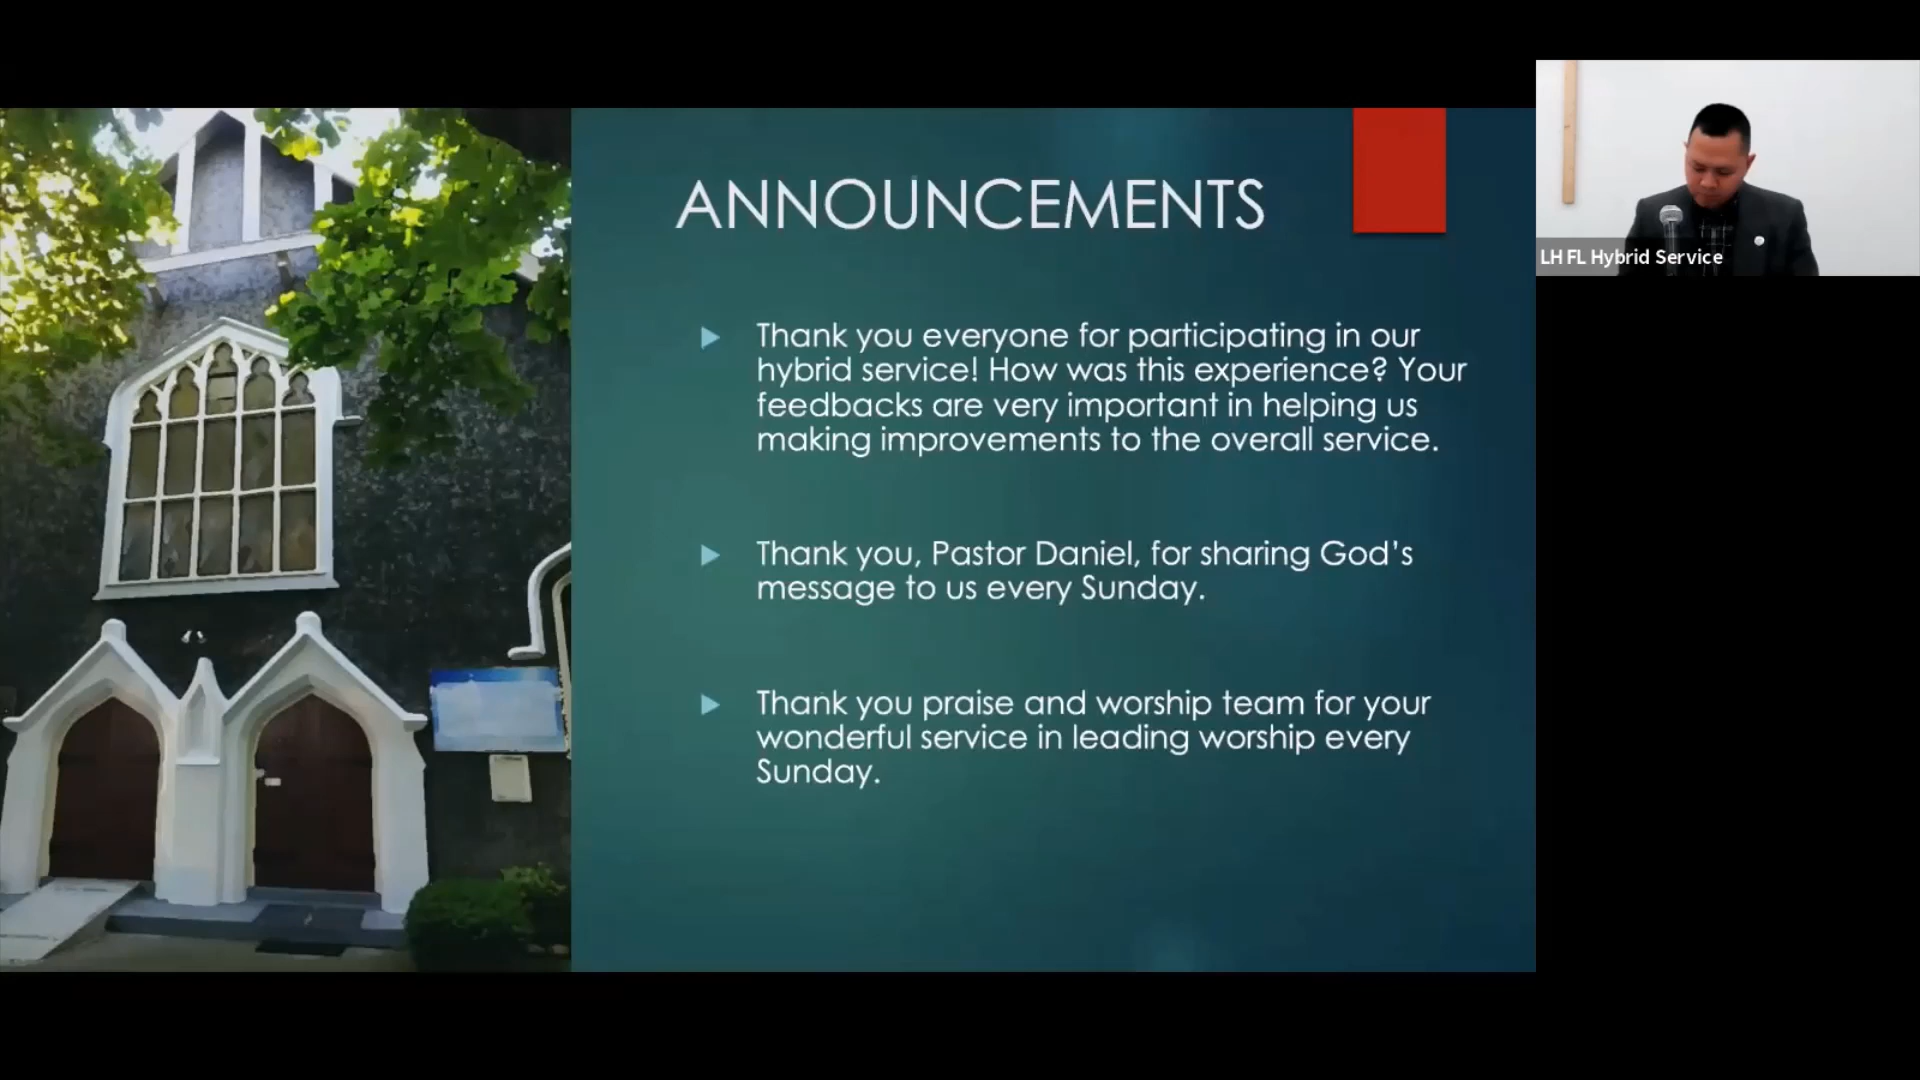 ANNOUNCEMENTS
Thank you everyone for participating in our
hybrid service! How was this experience? Your
feedbacks are very important in helping us
making improvements to the overall service.
Thank you, Pastor Daniel, for sharing God’s
message to us every Sunday.
Thank you praise and worship team for your
wonderful service in leading worship every
Sunday.
LH FL Hybrid Service